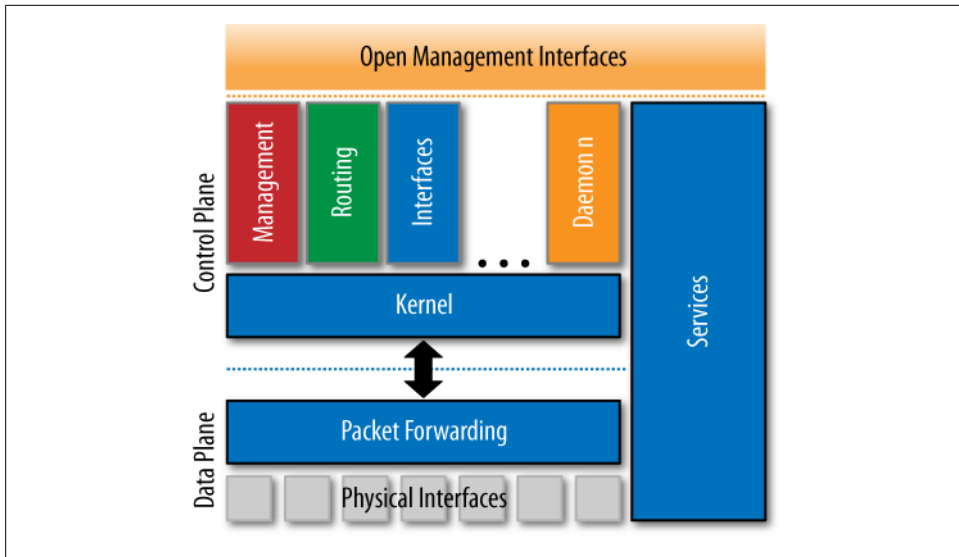 Open Management Interfaces
Control Plane
Management
Routing
Interfaces
...
Daemon n
Kernel
Services
Data Plane
Packet Forwarding
Physical Interfaces